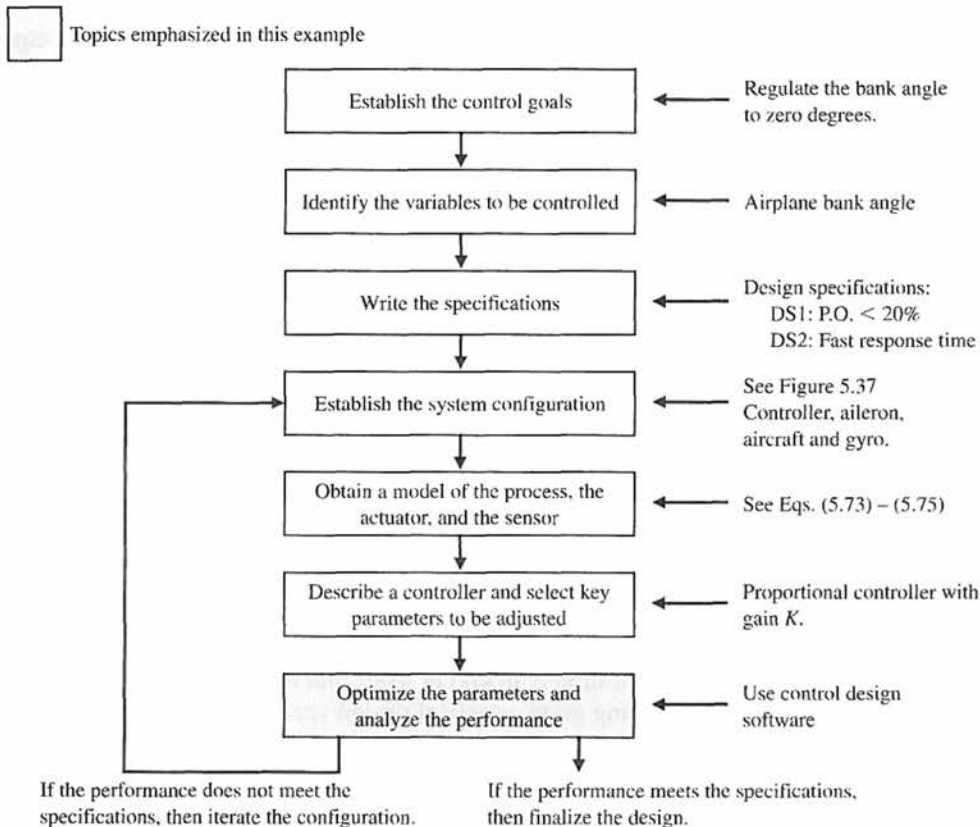 Topics emphasized in this example
Establish the control goals
Regulate the bank angle
to zero degrees.
Identify the variables to be controlled
Airplane bank angle
Write the specifications
Design specifications:
DS1: P.O. < 20%
DS2: Fast response time
Establish the system configuration
See Figure 5.37
Controller, aileron,
aircraft and gyro.
Obtain a model of the process, the
actuator, and the sensor
See Eqs. (5.73) – (5.75)
Describe a controller and select key
parameters to be adjusted
Proportional controller with
gain K.
Optimize the parameters and
analyze the performance
Use control design
software
If the performance does not meet the
specifications, then iterate the configuration.
If the performance meets the specifications,
then finalize the design.